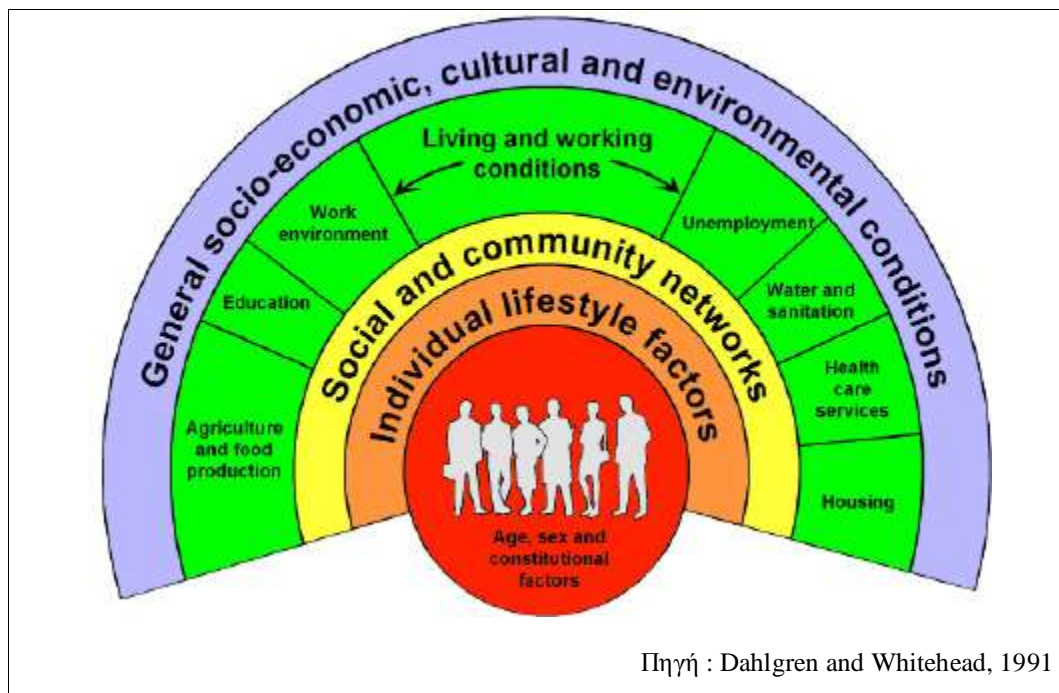 General socio-economic, cultural and environmental conditions
Living and working
conditions
Work
environment
Unemployment
Education
Water and
sanitation
Agriculture
and food
production
Health
care
services
Housing
Social and community networks
Individual lifestyle factors
Age, sex and
constitutional
factors
Πηγή : Dahlgren and Whitehead, 1991